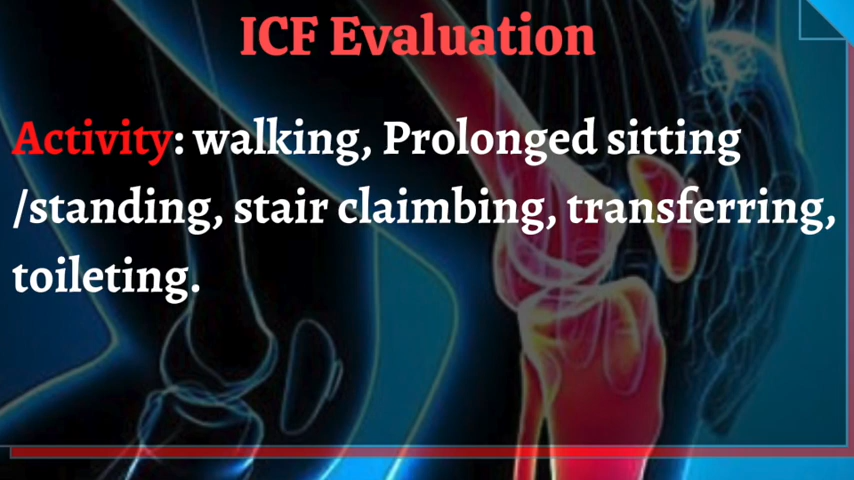 ICF Evaluation
Activity: walking, Prolonged sitting
/standing, stair claimbing, transferring,
toileting.